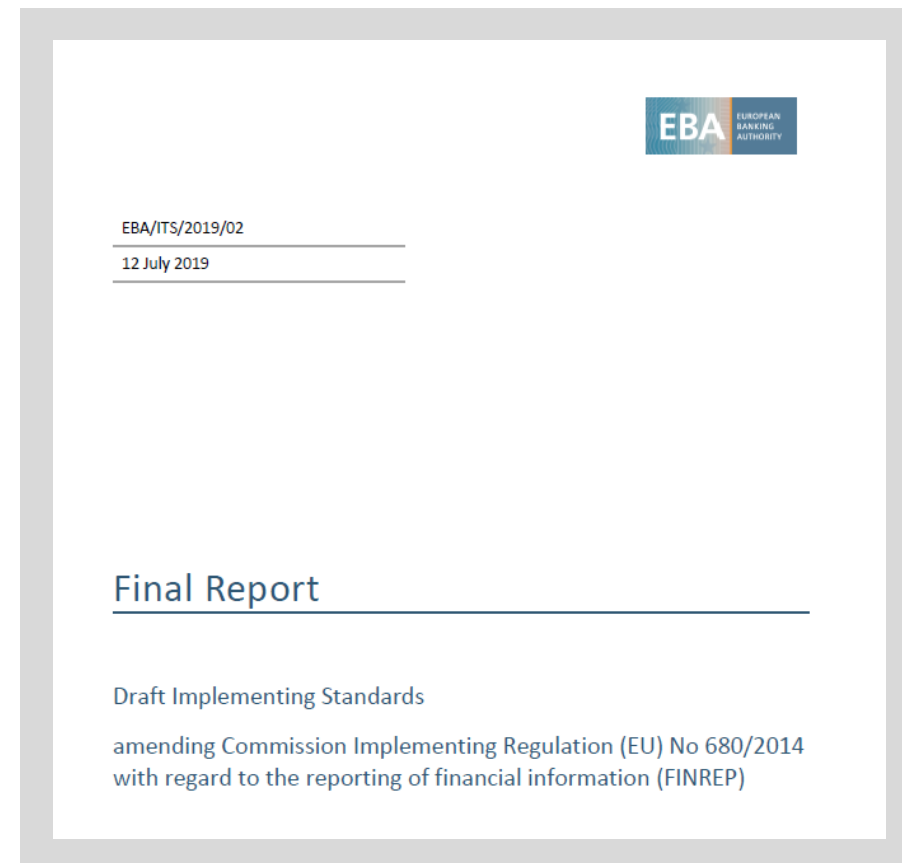 EBA
EUROPEAN
BANKING
AUTHORITY
EBA/ITS/2019/02
12 July 2019
Final Report
Draft Implementing Standards
amending Commission Implementing Regulation (EU) No 680/2014
with regard to the reporting of financial information (FINREP)